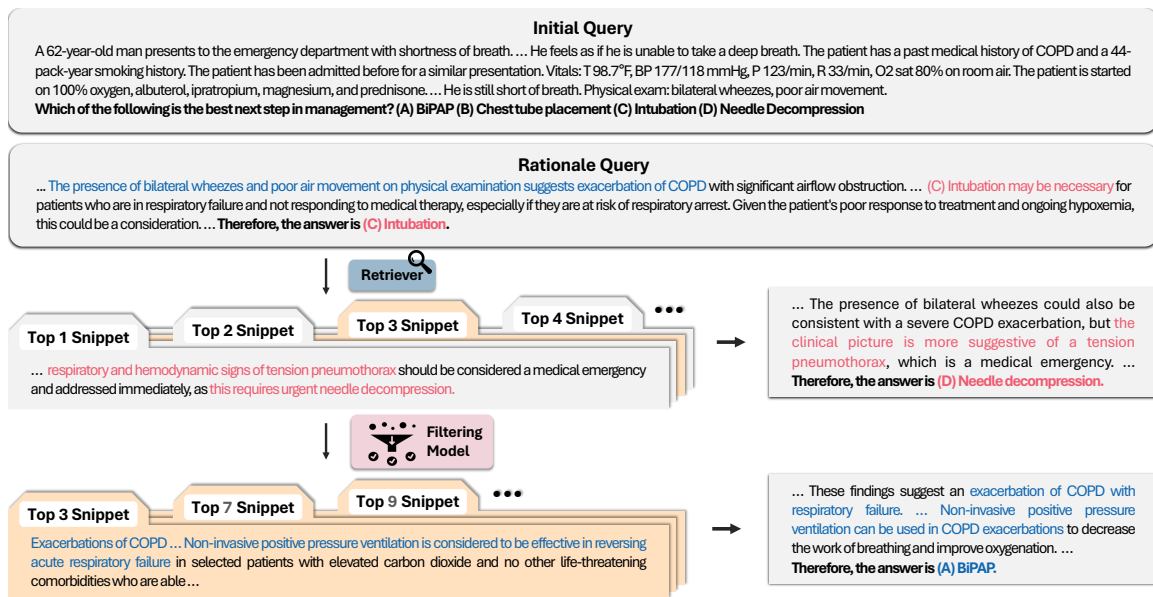 Initial Query
A 62-year-old man presents to the emergency department with shortness of breath. ... He feels as if he is unable to take a deep breath. The patient has a past medical history of COPD and a 44-
pack-year smoking history. The patient has been admitted before for a similar presentation. Vitals: T 98.7°F, BP 177/118 mmHg, P 123/min, R 33/min, O2 sat 80% on room air. The patient is started
on 100% oxygen, albuterol, ipratropium, magnesium, and prednisone. ... He is still short of breath. Physical exam: bilateral wheezes, poor air movement.
Which of the following is the best next step in management? (A) BiPAP (B) Chest tube placement (C) Intubation (D) Needle Decompression
Rationale Query
... The presence of bilateral wheezes and poor air movement on physical examination suggests exacerbation of COPD with significant airflow obstruction. ... (C) Intubation may be necessary for
patients who are in respiratory failure and not responding to medical therapy, especially if they are at risk of respiratory arrest. Given the patient's poor response to treatment and ongoing hypoxemia,
this could be a consideration. ... Therefore, the answer is (C) Intubation.
Retriever
Top 1 Snippet
Top 2 Snippet
Top 3 Snippet
Top 4 Snippet
... respiratory and hemodynamic signs of tension pneumothorax should be considered a medical emergency
and addressed immediately, as this requires urgent needle decompression.
... The presence of bilateral wheezes could also be
consistent with a severe COPD exacerbation, but the
clinical picture is more suggestive of a tension
pneumothorax, which is a medical emergency. ...
Therefore, the answer is (D) Needle decompression.
Filtering
Model
Top 3 Snippet
Top 7 Snippet
Top 9 Snippet
Exacerbations of COPD ... Non-invasive positive pressure ventilation is considered to be effective in reversing
acute respiratory failure in selected patients with elevated carbon dioxide and no other life-threatening
comorbidities who are able ...
... These findings suggest an exacerbation of COPD with
respiratory failure. ... Non-invasive positive pressure
ventilation can be used in COPD exacerbations to decrease
the work of breathing and improve oxygenation. ...
Therefore, the answer is (A) BiPAP.